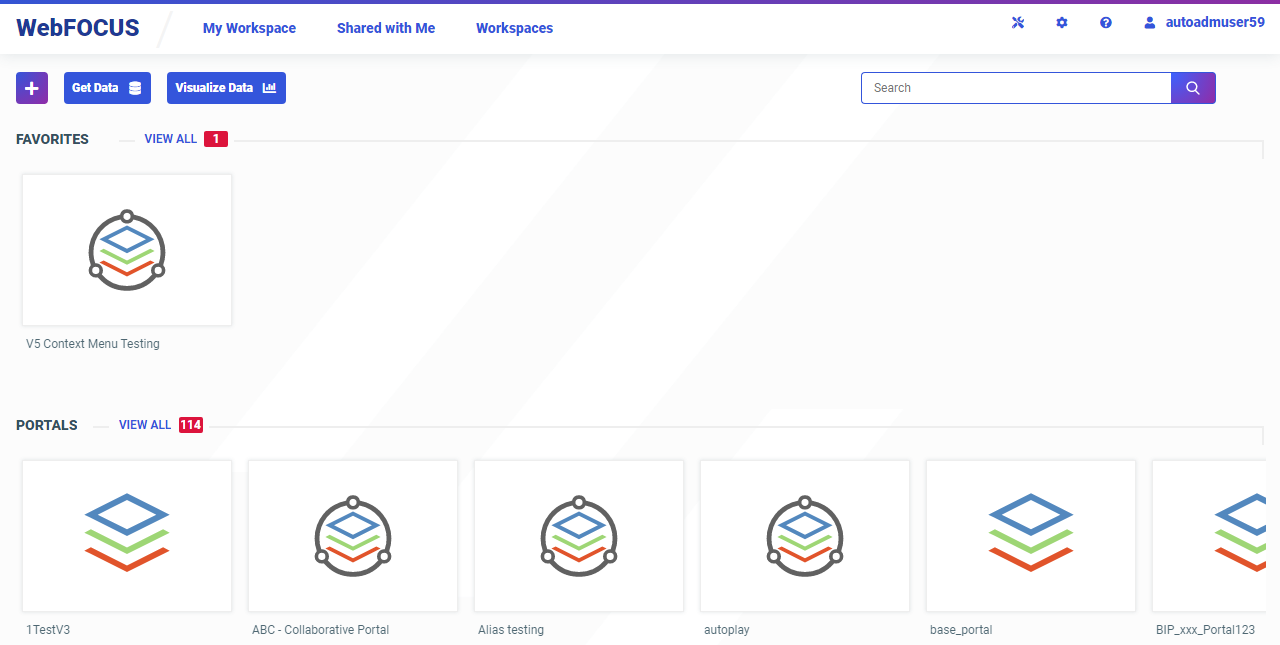 WebFOCUS
My Workspace
Shared with Me
Workspaces
autoadmuser59
Get Data
Visualize Data
Search
FAVORITES
VIEW ALL 1
V5 Context Menu Testing
PORTALS
VIEW ALL 114
1TestV3
ABC - Collaborative Portal
Alias testing
autoplay
base_portal
BIP_xxx_Portal123